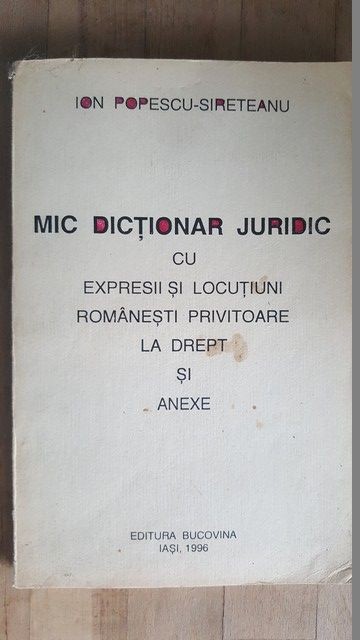 ION POPESCU-SIRETEANU
MIC DICȚIONAR JURIDIC
CU
EXPRESII ȘI LOCUȚIUNI
ROMÂNEȘTI PRIVITOARE
LA DREPT
ȘI
ANEXE
EDITURA BUCOVINA
IAȘI, 1996